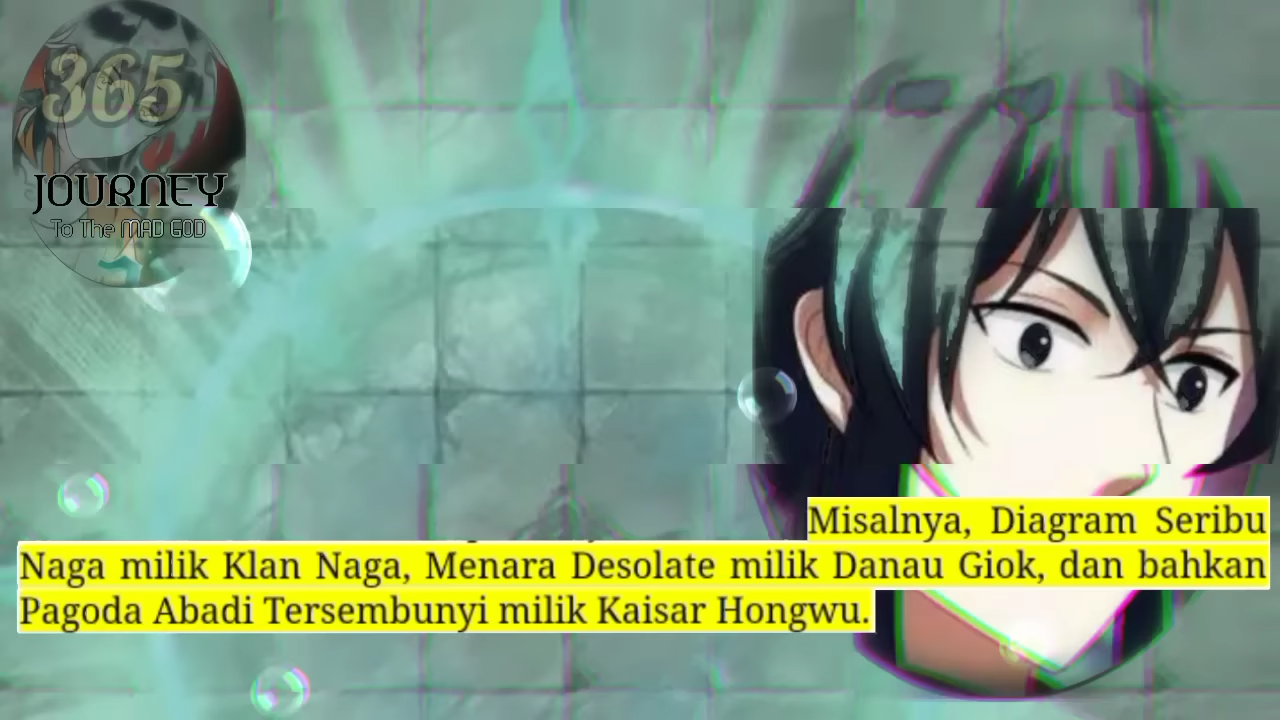 365
JOURNEY
To The MAD GOD
Misalnya, Diagram Seribu
Naga milik Klan Naga, Menara Desolate milik Danau Giok, dan bahkan
Pagoda Abadi Tersembunyi milik Kaisar Hongwu.